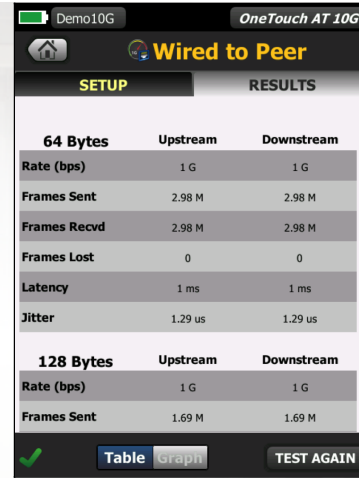 Demo10G OneTouch AT 10G
Wired to Peer
SETUP RESULTS
64 Bytes Upstream Downstream
Rate (bps) 1 G 1 G
Frames Sent 2.98 M 2.98 M
Frames Recvd 2.98 M 2.98 M
Frames Lost 0 0
Latency 1 ms 1 ms
Jitter 1.29 us 1.29 us
128 Bytes Upstream Downstream
Rate (bps) 1 G 1 G
Frames Sent 1.69 M 1.69 M
Table Graph TEST AGAIN